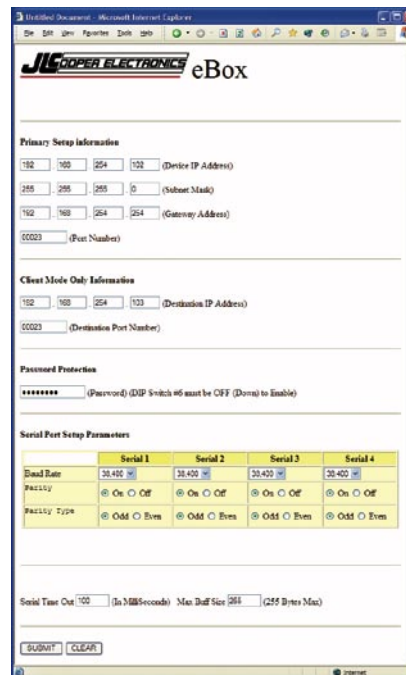 Untitled Document - Microsoft Internet Explorer
File Edit View Favorites Tools Help
JLCOOPER ELECTRONICS eBox
Primary Setup information
192 . 168 . 254 . 102 (Device IP Address)
255 . 255 . 255 . 0 (Subnet Mask)
192 . 168 . 254 . 254 (Gateway Address)
00023 (Port Number)
Client Mode Only Information
192 . 168 . 254 . 103 (Destination IP Address)
00023 (Destination Port Number)
Password Protection
•••••••• (Password) (DIP Switch #6 must be OFF (Down) to Enable)
Serial Port Setup Parameters
Serial 1 Serial 2 Serial 3 Serial 4
Baud Rate 38,400 38,400 38,400 38,400
Parity On Off On Off On Off On Off
Parity Type Odd Even Odd Even Odd Even Odd Even
Serial Time Out 100 (In MilliSeconds) Max Buff Size (255 Bytes Max)
SUBMIT CLEAR
Internet